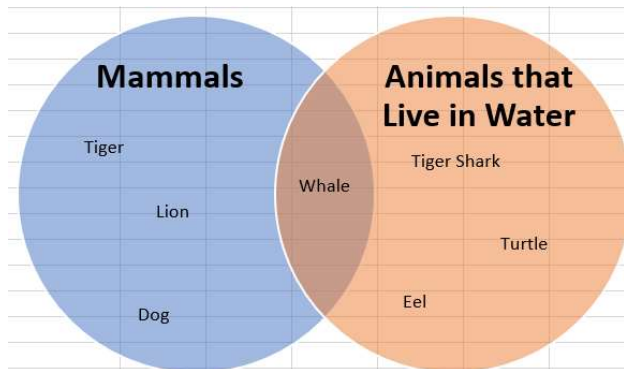 Mammals
Animals that
Live in Water
Tiger
Tiger Shark
Whale
Lion
Turtle
Eel
Dog